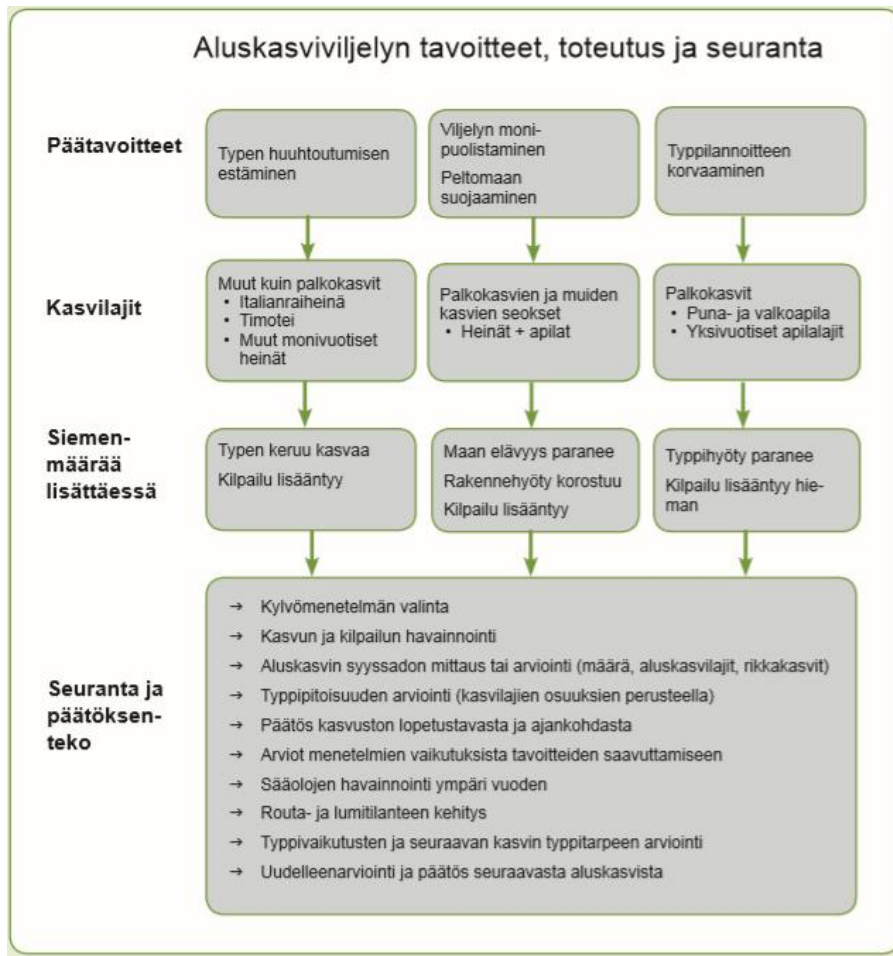 Aluskasviviljelyn tavoitteet, toteutus ja seuranta
Päätavoitteet
Typen huuhtoutumisen
estäminen
Viljelyn moni-
puolistaminen
Peltomaan
suojaaminen
Typpilannoitteen
korvaaminen
Kasvilajit
Muut kuin palkokasvit
• Italianraiheinä
• Timotei
• Muut monivuotiset
heinät
Palkokasvien ja muiden
kasvien seokset
• Heinät + apilat
Palkokasvit
• Puna- ja valkoapila
• Yksivuotiset apilalajit
Siemen-
määrää
lisättäessä
Typen keruu kasvaa
Kilpailu lisääntyy
Maan elävyys paranee
Rakennehyöty korostuu
Kilpailu lisääntyy
Typpihyöty paranee
Kilpailu lisääntyy hie-
man
Seuranta ja
päätöksen-
teko
→ Kylvömenetelmän valinta
→ Kasvun ja kilpailun havainnointi
→ Aluskasvin syyssadon mittaus tai arviointi (määrä, aluskasvilajit, rikkakasvit)
→ Typpipitoisuuden arviointi (kasvilajien osuuksien perusteella)
→ Päätös kasvuston lopetustavasta ja ajankohdasta
→ Arviot menetelmien vaikutuksista tavoitteiden saavuttamiseen
→ Sääolojen havainnointi ympäri vuoden
→ Routa- ja lumitilanteen kehitys
→ Typpivaikutusten ja seuraavan kasvin typpitarpeen arviointi
→ Uudelleenarviointi ja päätös seuraavasta aluskasvista